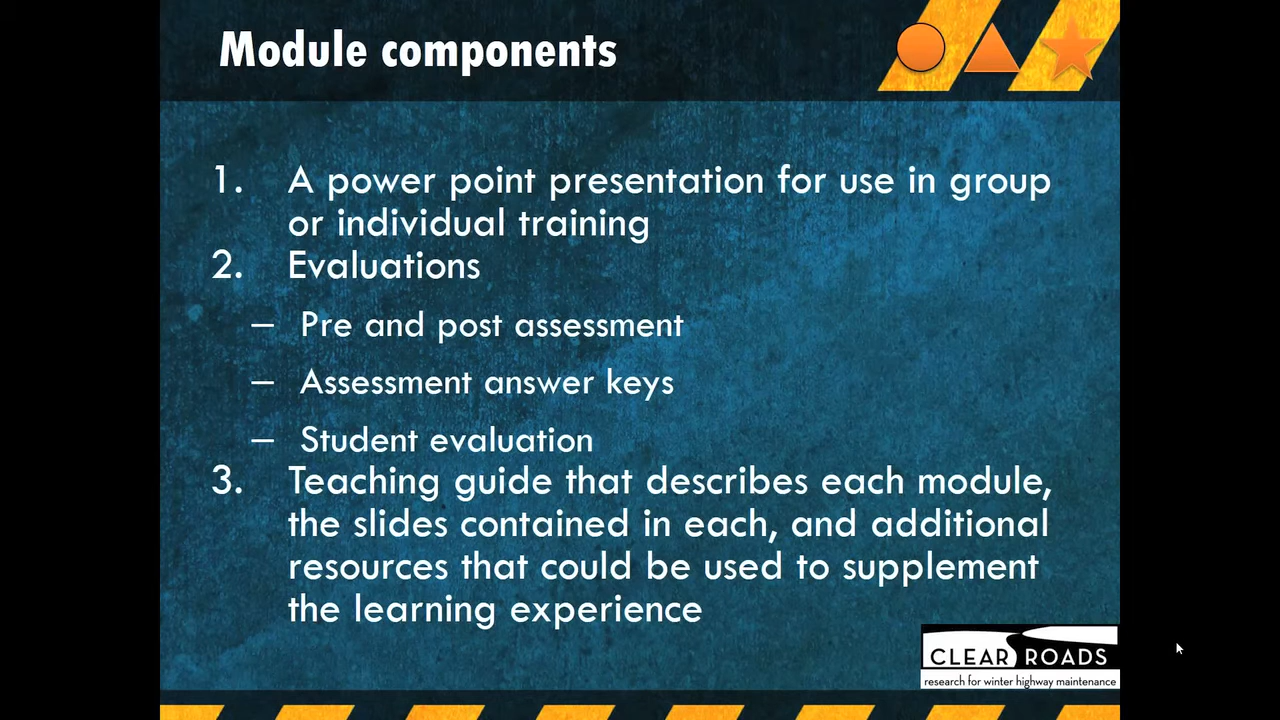 Module components
1. A power point presentation for use in group
or individual training
2. Evaluations
– Pre and post assessment
– Assessment answer keys
– Student evaluation
3. Teaching guide that describes each module,
the slides contained in each, and additional
resources that could be used to supplement
the learning experience
CLEAR ROADS
research for winter highway maintenance